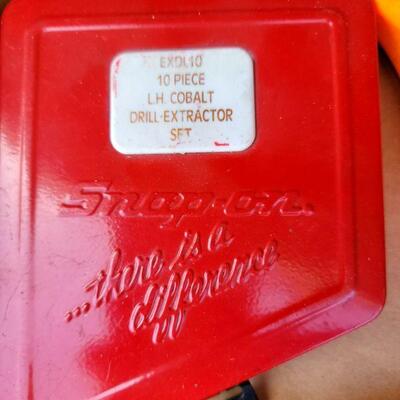 EXDL10
10 PIECE
L.H. COBALT
DRILL-EXTRACTOR
SET
Snap-on.
...there is a
difference